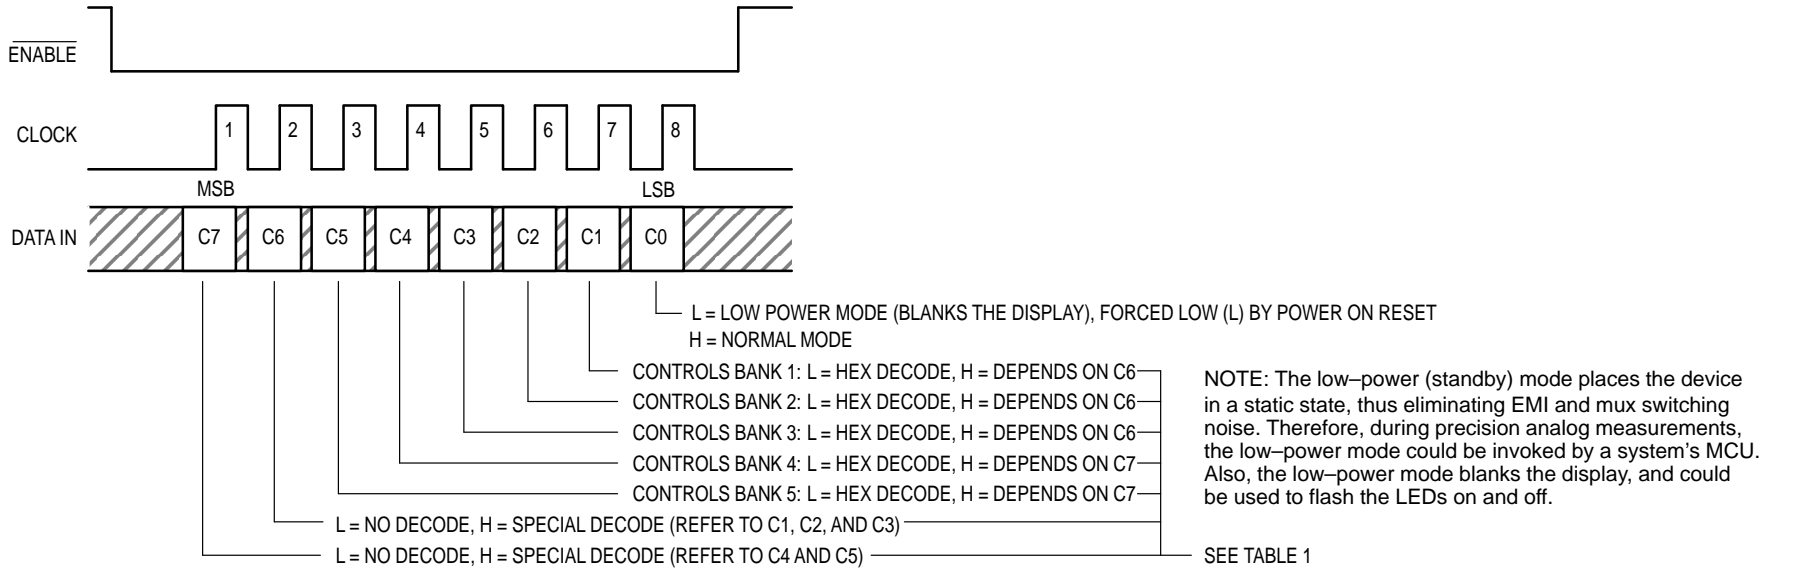 ENABLE
CLOCK
1 2 3 4 5 6 7 8
MSB LSB
DATA IN
C7 C6 C5 C4 C3 C2 C1 C0
L = LOW POWER MODE (BLANKS THE DISPLAY), FORCED LOW (L) BY POWER ON RESET
H = NORMAL MODE
CONTROLS BANK 1: L = HEX DECODE, H = DEPENDS ON C6
CONTROLS BANK 2: L = HEX DECODE, H = DEPENDS ON C6
CONTROLS BANK 3: L = HEX DECODE, H = DEPENDS ON C6
CONTROLS BANK 4: L = HEX DECODE, H = DEPENDS ON C7
CONTROLS BANK 5: L = HEX DECODE, H = DEPENDS ON C7
L = NO DECODE, H = SPECIAL DECODE (REFER TO C1, C2, AND C3)
L = NO DECODE, H = SPECIAL DECODE (REFER TO C4 AND C5)
SEE TABLE 1
NOTE: The low–power (standby) mode places the device
in a static state, thus eliminating EMI and mux switching
noise. Therefore, during precision analog measurements,
the low–power mode could be invoked by a system's MCU.
Also, the low–power mode blanks the display, and could
be used to flash the LEDs on and off.